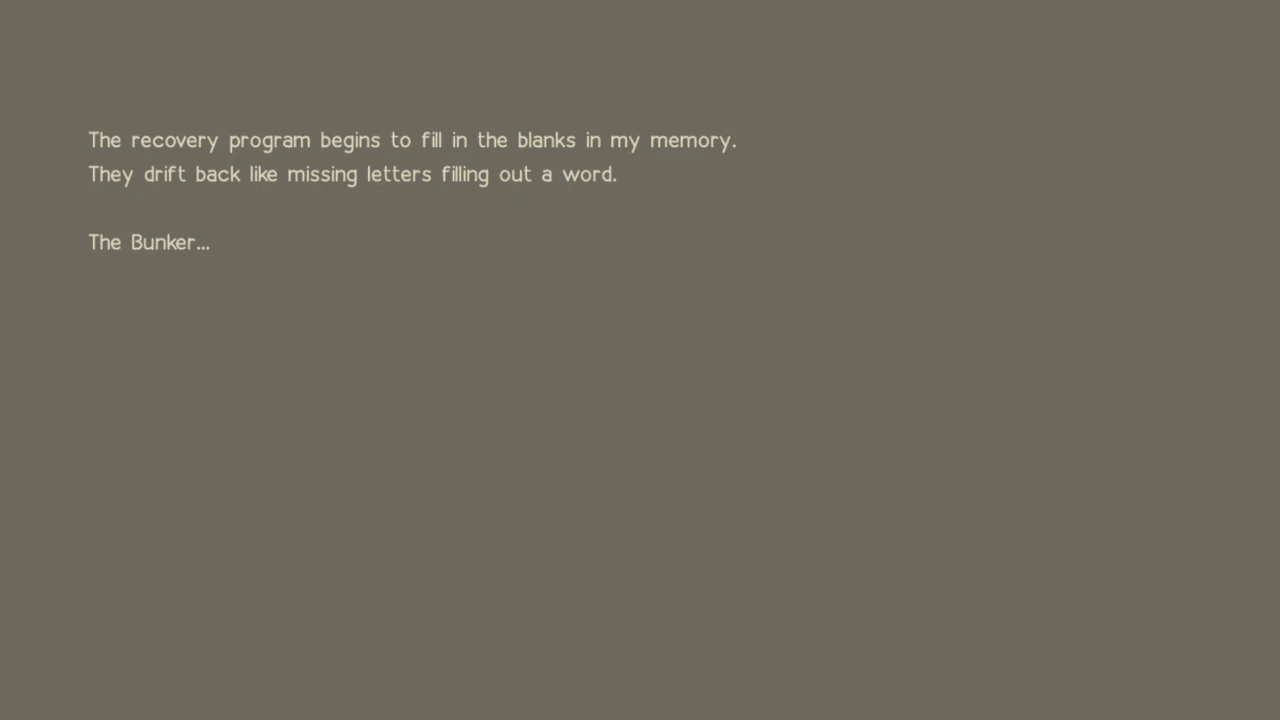 The recovery program begins to fill in the blanks in my memory.
They drift back like missing letters filling out a word.
The Bunker...